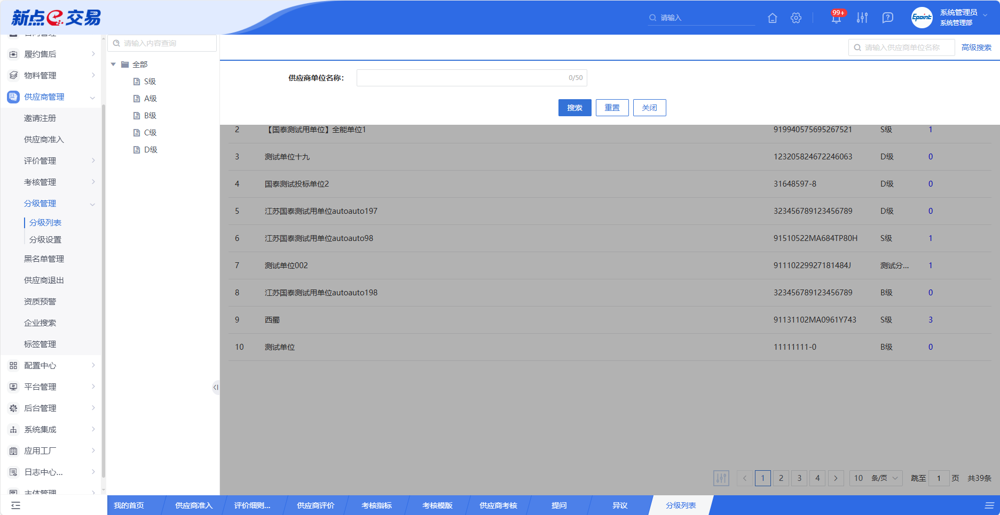 新点e交易
请输入
99+
?
Epoint
系统管理员
系统管理部
履约售后
物料管理
供应商管理
邀请注册
供应商准入
评价管理
考核管理
分级管理
分级列表
分级设置
黑名单管理
供应商退出
资质预警
企业搜索
标签管理
配置中心
平台管理
后台管理
系统集成
应用工厂
日志中心...
主体管理
请输入内容查询
全部
S级
A级
B级
C级
D级
请输入供应商单位名称
高级搜索
供应商单位名称：
0/50
搜索 重置 关闭
2 【国泰测试用单位】全能单位1 919940575695267521 S级 1
3 测试单位十九 123205824672246063 D级 0
4 国泰测试投标单位2 31648597-8 D级 0
5 江苏国泰测试用单位autoauto197 323456789123456789 D级 0
6 江苏国泰测试用单位autoauto98 91510522MA684TP80H S级 1
7 测试单位002 91110229927181484J 测试分... 1
8 江苏国泰测试用单位autoauto198 323456789123456789 B级 0
9 西蜀 91131102MA0961Y743 S级 3
10 测试单位 11111111-0 B级 0
1 2 3 4 10 条/页 跳至 1 页 共39条
我的首页 供应商准入 评价细则... 供应商评价 考核指标 考核模版 供应商考核 提问 异议 分级列表